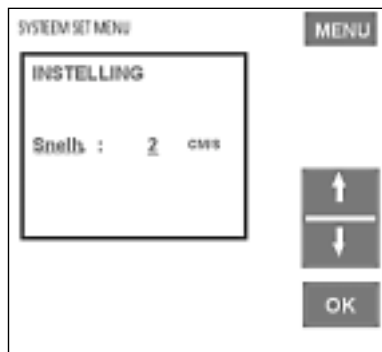 SYSTEEM SET MENU
MENU
INSTELLING
Snelh. : 2 CM/S
OK